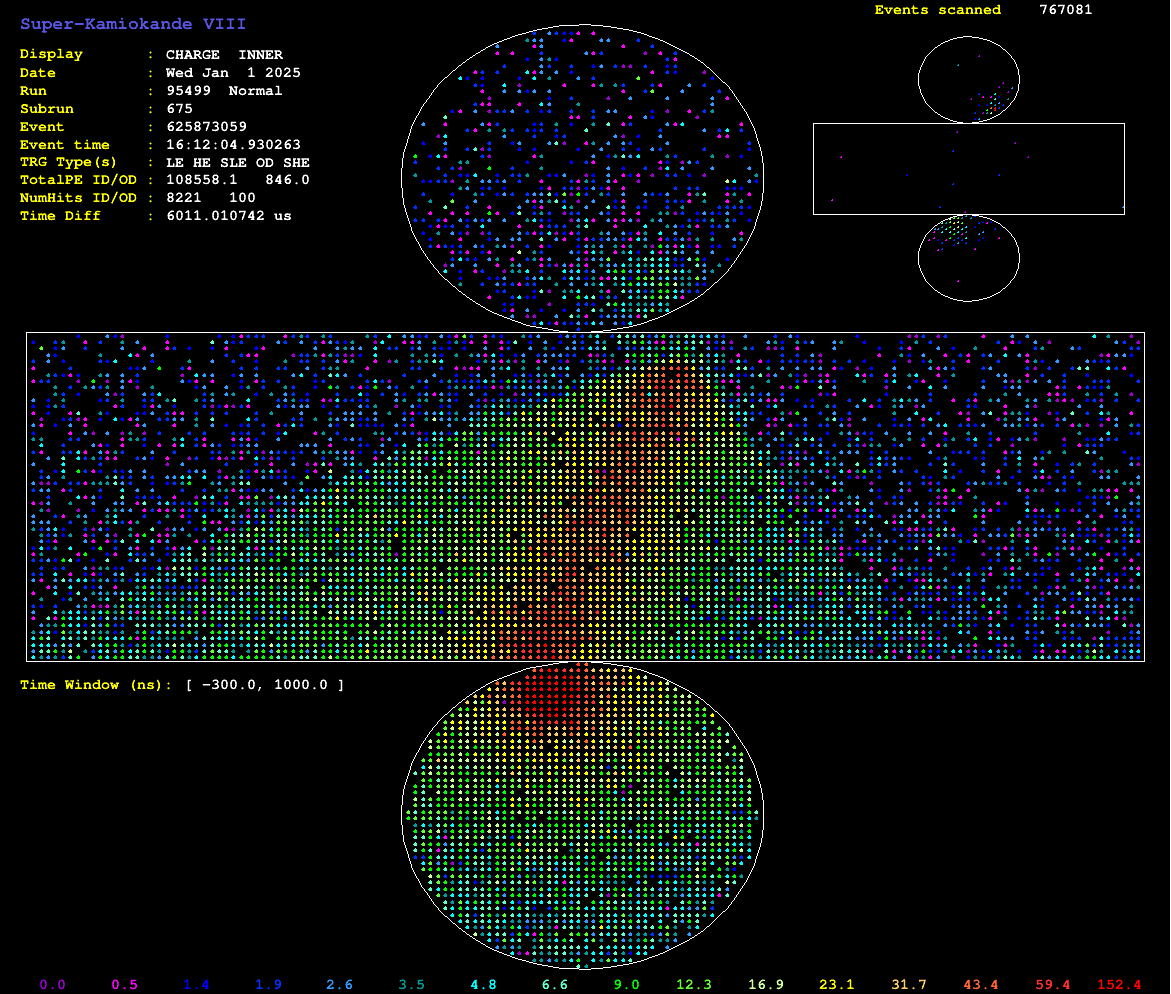 Super-Kamiokande VIII
Events scanned 767081
Display : CHARGE INNER
Date : Wed Jan 1 2025
Run : 95499 Normal
Subrun : 675
Event : 625873059
Event time : 16:12:04.930263
TRG Type(s) : LE HE SLE OD SHE
TotalPE ID/OD : 108558.1 846.0
NumHits ID/OD : 8221 100
Time Diff : 6011.010742 us
Time Window (ns): [ −300.0, 1000.0 ]
0.0 0.5 1.4 1.9 2.6 3.5 4.8 6.6 9.0 12.3 16.9 23.1 31.7 43.4 59.4 152.4